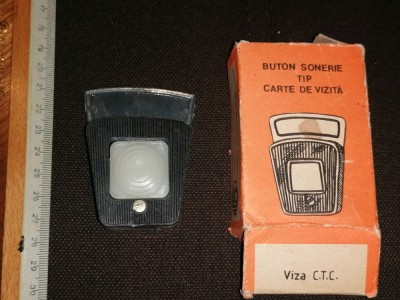 BUTON SONERIE
TIP
CARTE DE VIZITĂ
Viza C.T.C.